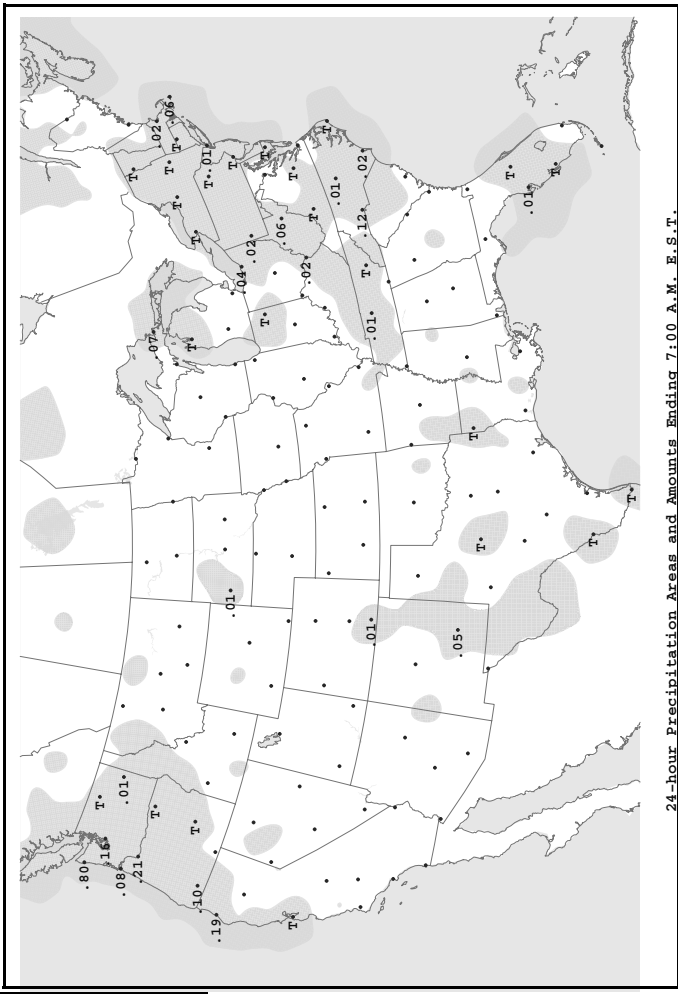 .80
T
.16
.08
.01
T
.21
.07
T
.02
T
.06
T
T
T
T
T
.10
.01
T
.19
.01
T
.04
.02
T
T
.06
T
T
.02
T
T
.01
.12
.02
T
.01
.01
.05
T
T
T
.01
T
T
T
24-hour Precipitation Areas and Amounts Ending 7:00 A.M. E.S.T.